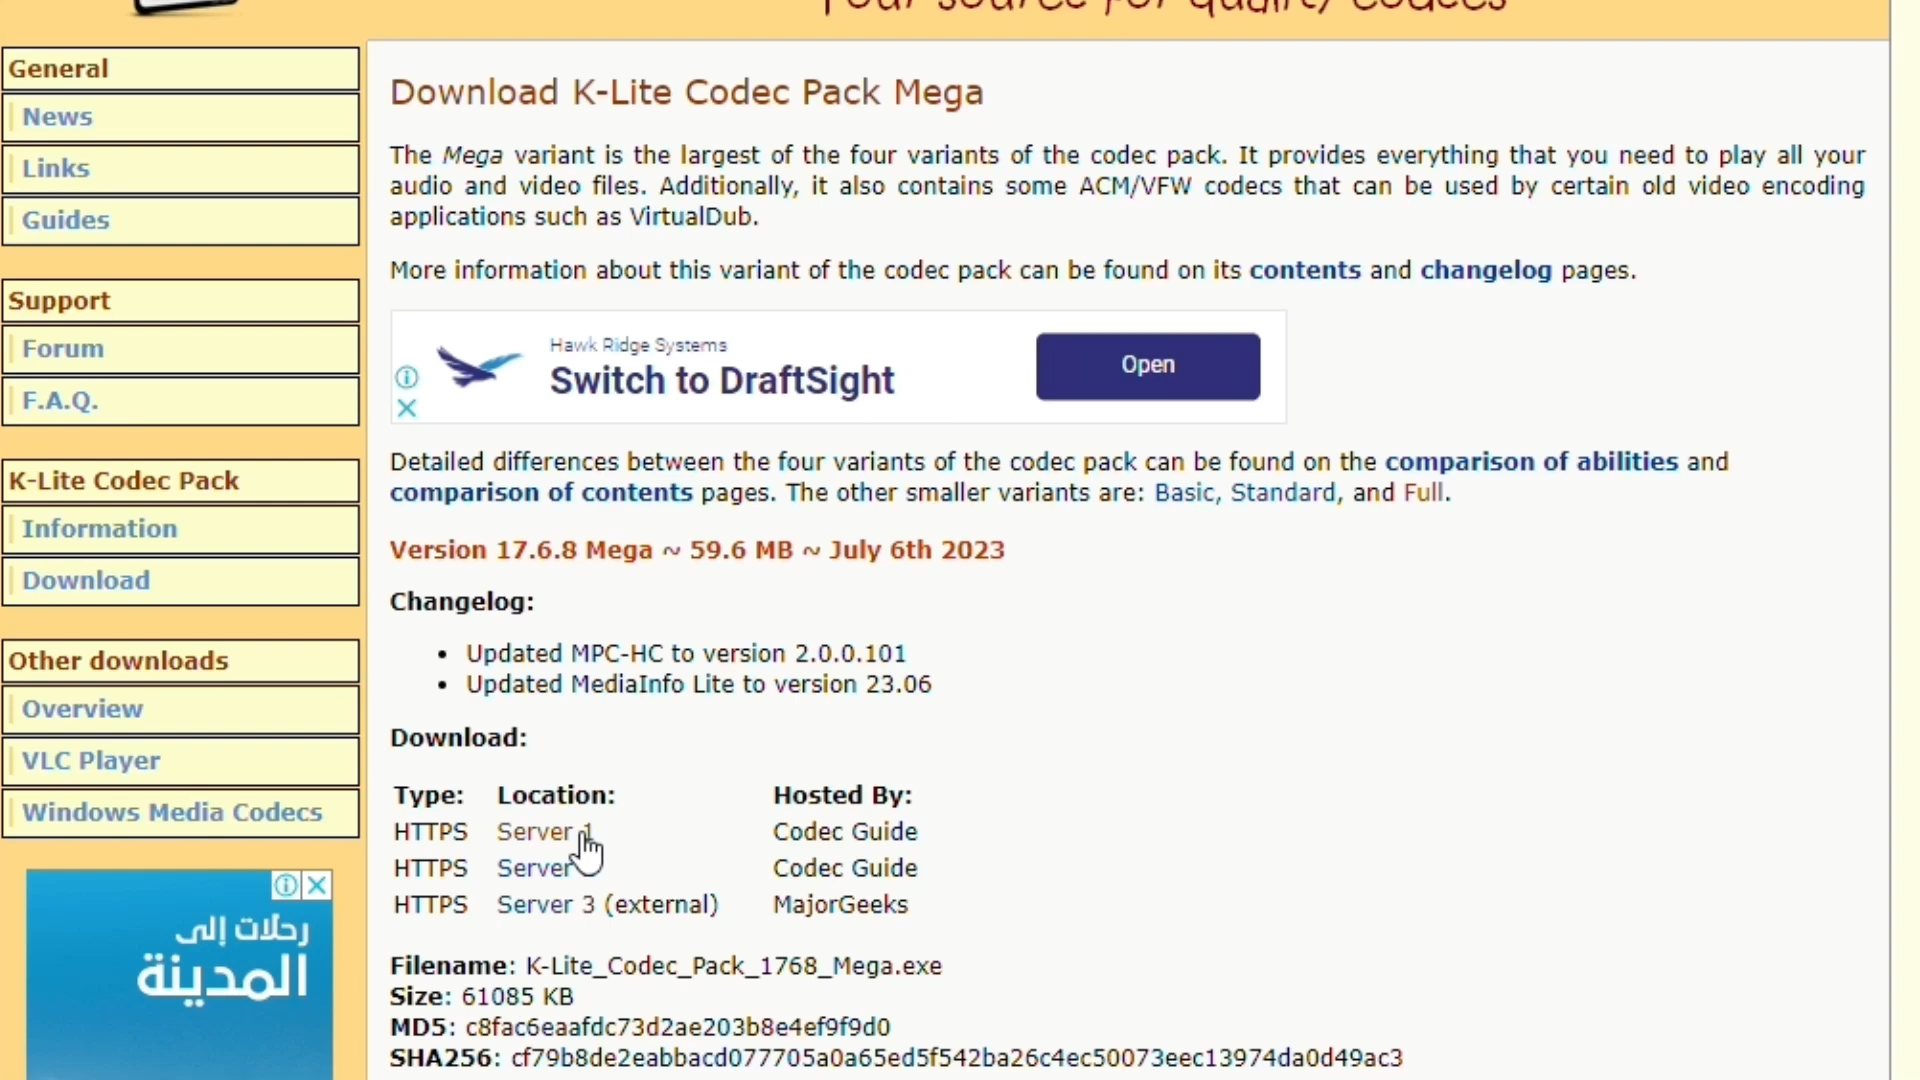 Your source for quality codecs
General
News
Links
Guides
Support
Forum
F.A.Q.
K-Lite Codec Pack
Information
Download
Other downloads
Overview
VLC Player
Windows Media Codecs
رحلات إلى
المدينة
Download K-Lite Codec Pack Mega
The Mega variant is the largest of the four variants of the codec pack. It provides everything that you need to play all your
audio and video files. Additionally, it also contains some ACM/VFW codecs that can be used by certain old video encoding
applications such as VirtualDub.
More information about this variant of the codec pack can be found on its contents and changelog pages.
Hawk Ridge Systems
Switch to DraftSight
Open
Detailed differences between the four variants of the codec pack can be found on the comparison of abilities and
comparison of contents pages. The other smaller variants are: Basic, Standard, and Full.
Version 17.6.8 Mega ~ 59.6 MB ~ July 6th 2023
Changelog:
• Updated MPC-HC to version 2.0.0.101
• Updated MediaInfo Lite to version 23.06
Download:
Type: Location: Hosted By:
HTTPS Server 1 Codec Guide
HTTPS Server Codec Guide
HTTPS Server 3 (external) MajorGeeks
Filename: K-Lite_Codec_Pack_1768_Mega.exe
Size: 61085 KB
MD5: c8fac6eaafdc73d2ae203b8e4ef9f9d0
SHA256: cf79b8de2eabbacd077705a0a65ed5f542ba26c4ec50073eec13974da0d49ac3